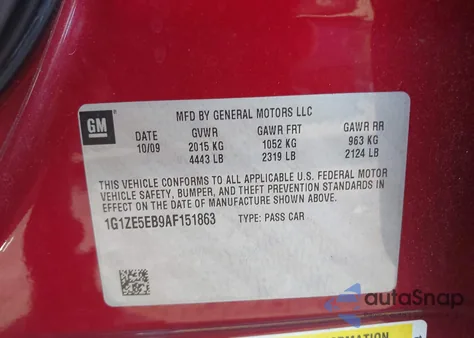 MFD BY GENERAL MOTORS LLC
GM
DATE GVWR GAWR FRT GAWR RR
10/09 2015 KG 1052 KG 963 KG
4443 LB 2319 LB 2124 LB
THIS VEHICLE CONFORMS TO ALL APPLICABLE U.S. FEDERAL MOTOR
VEHICLE SAFETY, BUMPER, AND THEFT PREVENTION STANDARDS IN
EFFECT ON THE DATE OF MANUFACTURE SHOWN ABOVE.
1G1ZE5EB9AF151863 TYPE: PASS CAR
autoSnap
INFORMATION